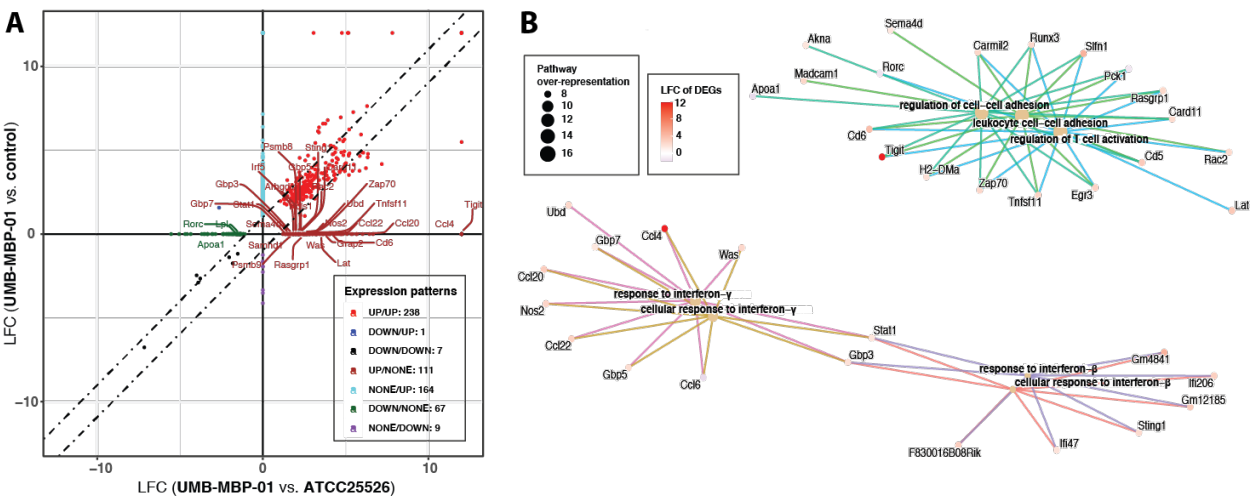 A
LFC (UMB-MBP-01 vs. control)
10
0
−10
Psmb8
Sting1
Irf5
Gbp5
Gbp3
Zap70
Gbp7
Stat1
Ubd
Tnfsf11
Tigit
Rorc
Lpl
Sema4d
Nos2
Ccl22
Ccl20
Ccl4
Apoa1
Was
Grap2
Cd6
Psmb9
Rasgrp1
Lat
Expression patterns
UP/UP: 238
DOWN/UP: 1
DOWN/DOWN: 7
UP/NONE: 111
NONE/UP: 164
DOWN/NONE: 67
NONE/DOWN: 9
−10
0
10
LFC (UMB-MBP-01 vs. ATCC25526)
B
Pathway
over-representation
8
10
12
14
16
LFC of DEGs
12
8
4
0
Sema4d
Akna
Carmil2
Runx3
Slfn1
Madcam1
Rorc
Pck1
Apoa1
Rasgrp1
regulation of cell−cell adhesion
Card11
leukocyte cell−cell adhesion
Cd6
regulation of T cell activation
Tigit
Cd5
Rac2
H2−DMa
Zap70
Egr3
Tnfsf11
Lat
Ubd
Ccl4
Gbp7
Was
Ccl20
response to interferon−γ
Nos2
cellular response to interferon−γ
Ccl22
Stat1
Gbp3
Gbp5
Ccl6
Gm4841
response to interferon−β
cellular response to interferon−β
Ifi206
Gm12185
Sting1
F830016B08Rik
Ifi47